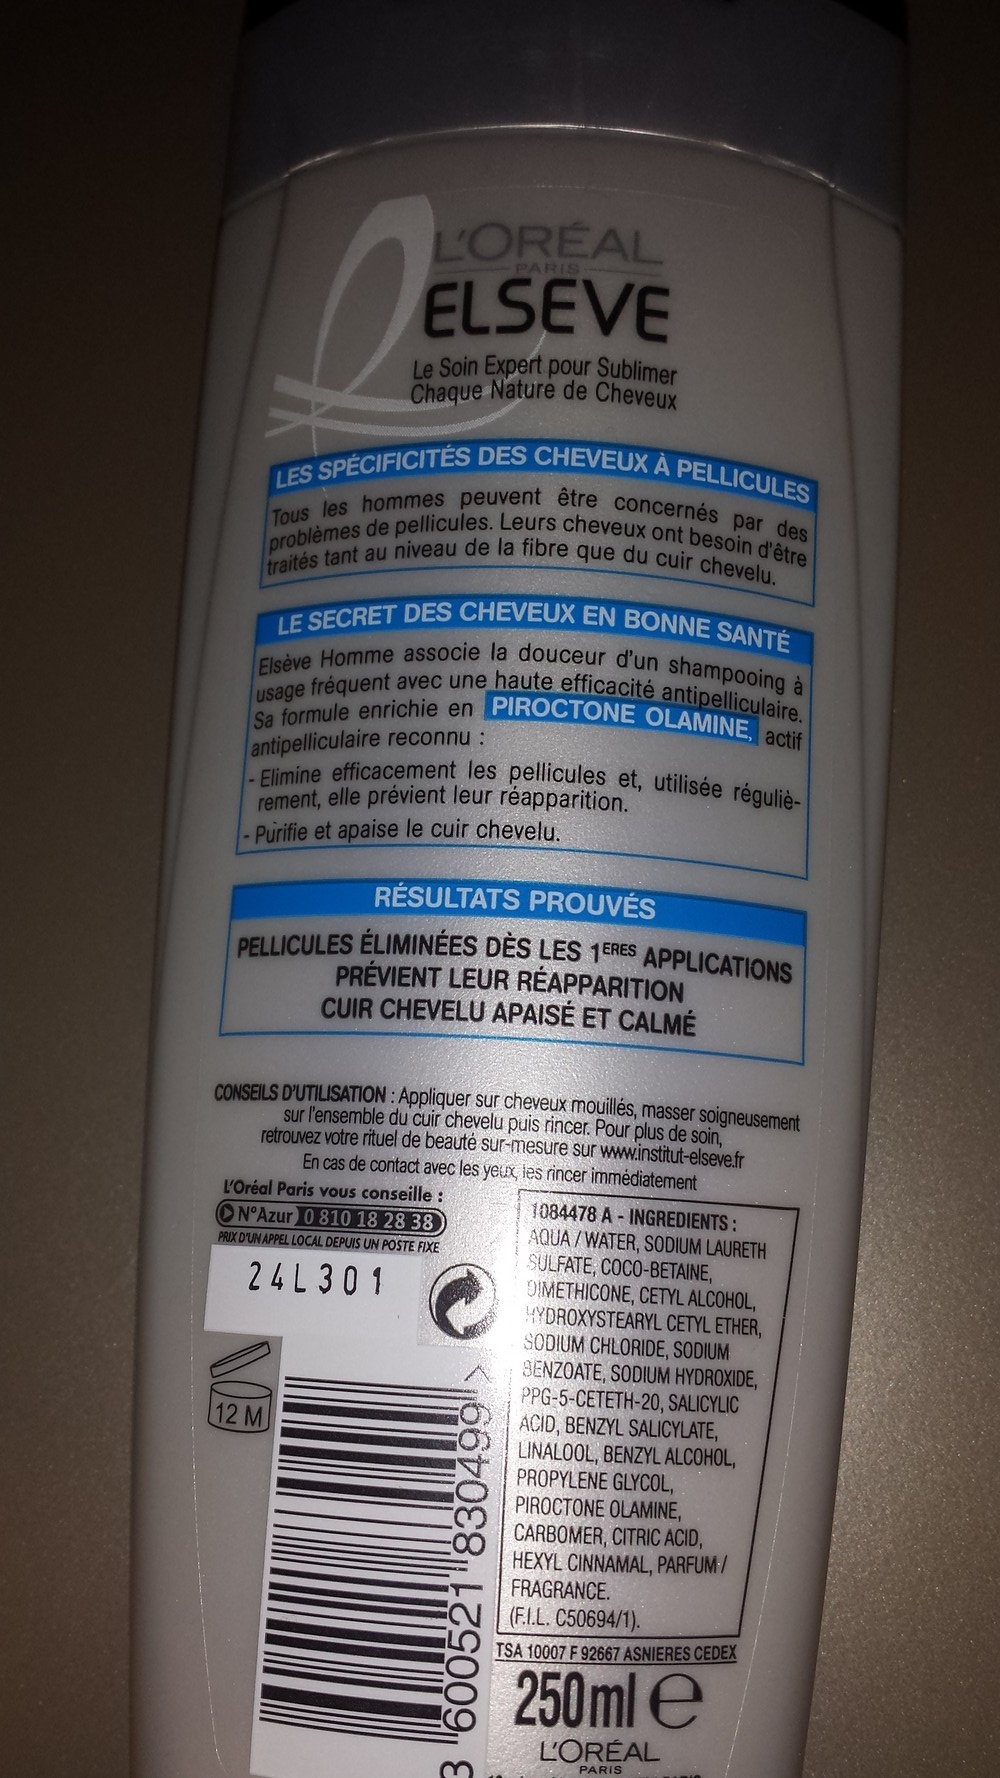 L'ORÉAL
PARIS
ELSEVE
Le Soin Expert pour Sublimer
Chaque Nature de Cheveux
LES SPÉCIFICITÉS DES CHEVEUX À PELLICULES
Tous les hommes peuvent être concernés par des
problèmes de pellicules. Leurs cheveux ont besoin d'être
traités tant au niveau de la fibre que du cuir chevelu.
LE SECRET DES CHEVEUX EN BONNE SANTÉ
Elsève Homme associe la douceur d'un shampooing à
usage fréquent avec une haute efficacité antipelliculaire.
Sa formule enrichie en PIROCTONE OLAMINE, actif
antipelliculaire reconnu :
- Elimine efficacement les pellicules et, utilisée réguliè-
rement, elle prévient leur réapparition.
- Purifie et apaise le cuir chevelu.
RÉSULTATS PROUVÉS
PELLICULES ÉLIMINÉES DÈS LES 1ERES APPLICATIONS
PRÉVIENT LEUR RÉAPPARITION
CUIR CHEVELU APAISÉ ET CALMÉ
CONSEILS D'UTILISATION : Appliquer sur cheveux mouillés, masser soigneusement
sur l'ensemble du cuir chevelu puis rincer. Pour plus de soin,
retrouvez votre rituel de beauté sur-mesure sur www.institut-elseve.fr
En cas de contact avec les yeux, les rincer immédiatement
L'Oréal Paris vous conseille :
N°Azur 0 810 18 28 38
PRIX D'UN APPEL LOCAL DEPUIS UN POSTE FIXE
24L301
12 M
3 600521 830499 >
1084478 A - INGREDIENTS :
AQUA / WATER, SODIUM LAURETH
SULFATE, COCO-BETAINE,
DIMETHICONE, CETYL ALCOHOL,
HYDROXYSTEARYL CETYL ETHER,
SODIUM CHLORIDE, SODIUM
BENZOATE, SODIUM HYDROXIDE,
PPG-5-CETETH-20, SALICYLIC
ACID, BENZYL SALICYLATE,
LINALOOL, BENZYL ALCOHOL,
PROPYLENE GLYCOL,
PIROCTONE OLAMINE,
CARBOMER, CITRIC ACID,
HEXYL CINNAMAL, PARFUM /
FRAGRANCE.
(F.I.L. C50694/1).
TSA 10007 F 92667 ASNIERES CEDEX
250ml e
L'ORÉAL
PARIS